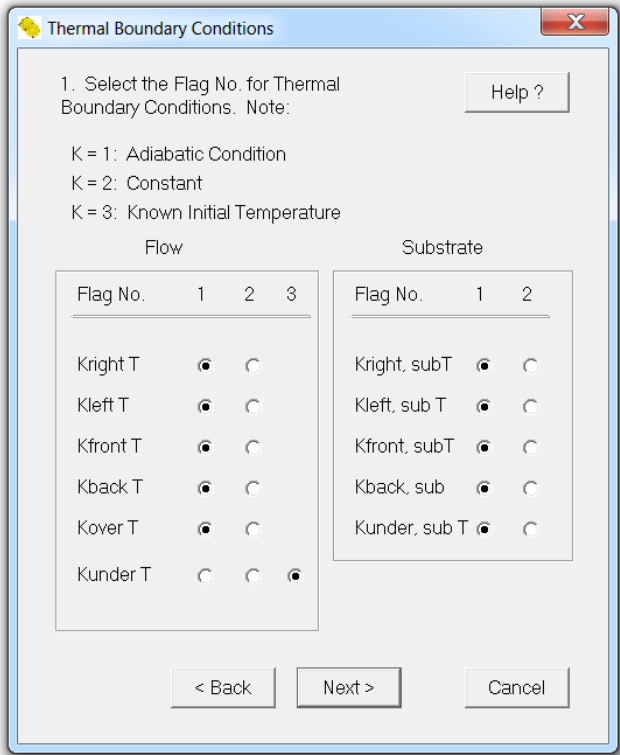 Thermal Boundary Conditions
X
1. Select the Flag No. for Thermal
Boundary Conditions. Note:
Help ?
K = 1: Adiabatic Condition
K = 2: Constant
K = 3: Known Initial Temperature
Flow
Flag No. 1 2 3
Kright T
Kleft T
Kfront T
Kback T
Kover T
Kunder T
Substrate
Flag No. 1 2
Kright, subT
Kleft, sub T
Kfront, subT
Kback, sub
Kunder, sub T
< Back
Next >
Cancel